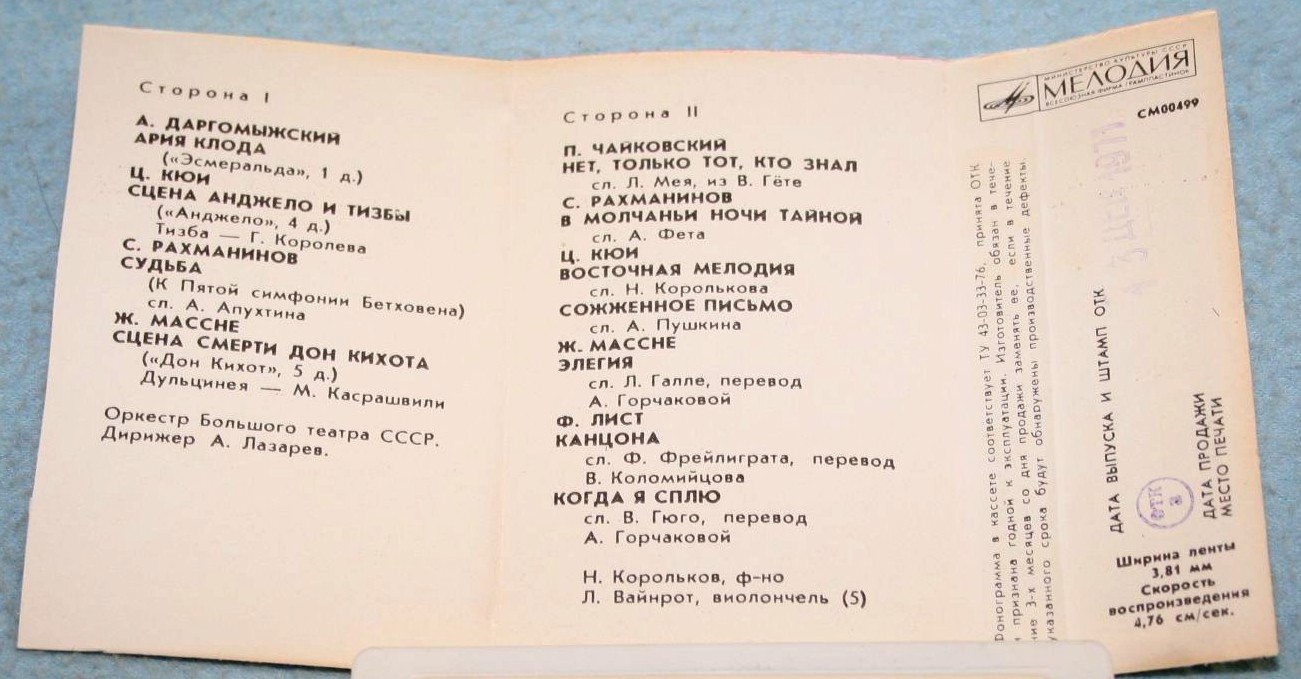 Сторона I
А. ДАРГОМЫЖСКИЙ
АРИЯ КЛОДА
(«Эсмеральда», 1 д.)
Ц. КЮИ
СЦЕНА АНДЖЕЛО И ТИЗБЫ
(«Анджело», 4 д.)
Тизба — Г. Королева
С. РАХМАНИНОВ
СУДЬБА
(К Пятой симфонии Бетховена)
сл. А. Апухтина
Ж. МАССНЕ
СЦЕНА СМЕРТИ ДОН КИХОТА
(«Дон Кихот», 5 д.)
Дульцинея — М. Касрашвили
Оркестр Большого театра СССР.
Дирижер А. Лазарев.
Сторона II
П. ЧАЙКОВСКИЙ
НЕТ, ТОЛЬКО ТОТ, КТО ЗНАЛ
сл. Л. Мея, из В. Гёте
С. РАХМАНИНОВ
В МОЛЧАНЬИ НОЧИ ТАЙНОЙ
сл. А. Фета
Ц. КЮИ
ВОСТОЧНАЯ МЕЛОДИЯ
сл. Н. Королькова
СОЖЖЕННОЕ ПИСЬМО
сл. А. Пушкина
Ж. МАССНЕ
ЭЛЕГИЯ
сл. Л. Галле, перевод
А. Горчаковой
Ф. ЛИСТ
КАНЦОНА
сл. Ф. Фрейлиграта, перевод
В. Коломийцова
КОГДА Я СПЛЮ
сл. В. Гюго, перевод
А. Горчаковой
Н. Корольков, ф-но
Л. Вайнрот, виолончель (5)
МИНИСТЕРСТВО КУЛЬТУРЫ СССР
МЕЛОДИЯ
ВСЕСОЮЗНАЯ ФИРМА ГРАМПЛАСТИНОК
СМ00499
Фонограмма в кассете соответствует ТУ 43-03-33-76, принята ОТК
и признана годной к эксплуатации. Изготовитель обязан в тече-
ние 3-х месяцев со дня продажи заменять ее, если в течение
указанного срока будут обнаружены производственные дефекты.
ДАТА ВЫПУСКА И ШТАМП ОТК
ОТК
ДАТА ПРОДАЖИ
МЕСТО ПЕЧАТИ
Ширина ленты
3,81 мм
Скорость
воспроизведения
4,76 см/сек.